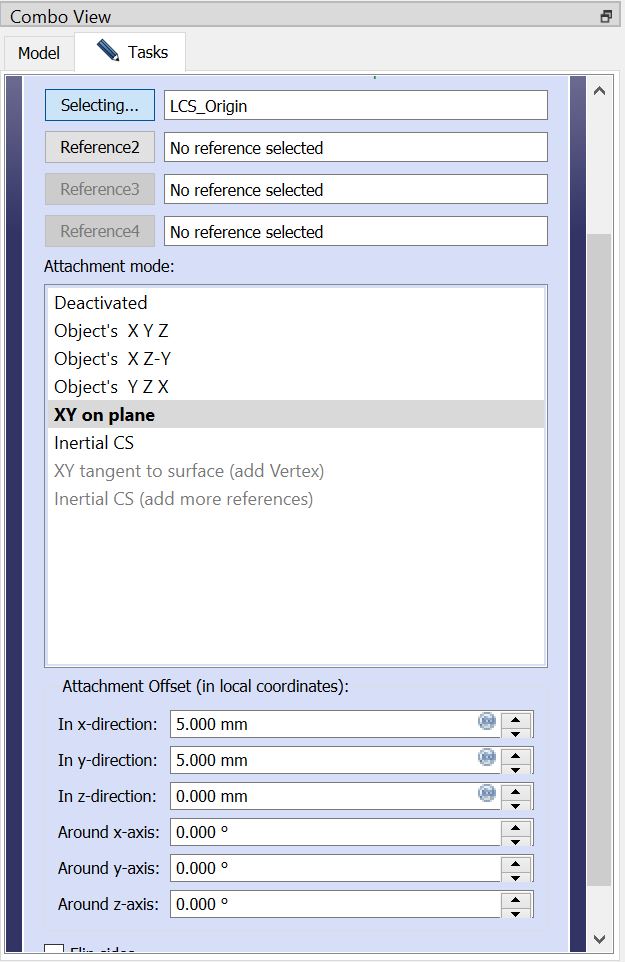 Combo View
Model Tasks
Selecting... LCS_Origin
Reference2 No reference selected
Reference3 No reference selected
Reference4 No reference selected
Attachment mode:
Deactivated
Object's  X Y Z
Object's  X Z-Y
Object's  Y Z X
XY on plane
Inertial CS
XY tangent to surface (add Vertex)
Inertial CS (add more references)
Attachment Offset (in local coordinates):
In x-direction: 5.000 mm
In y-direction: 5.000 mm
In z-direction: 0.000 mm
Around x-axis: 0.000 °
Around y-axis: 0.000 °
Around z-axis: 0.000 °
Flip sides